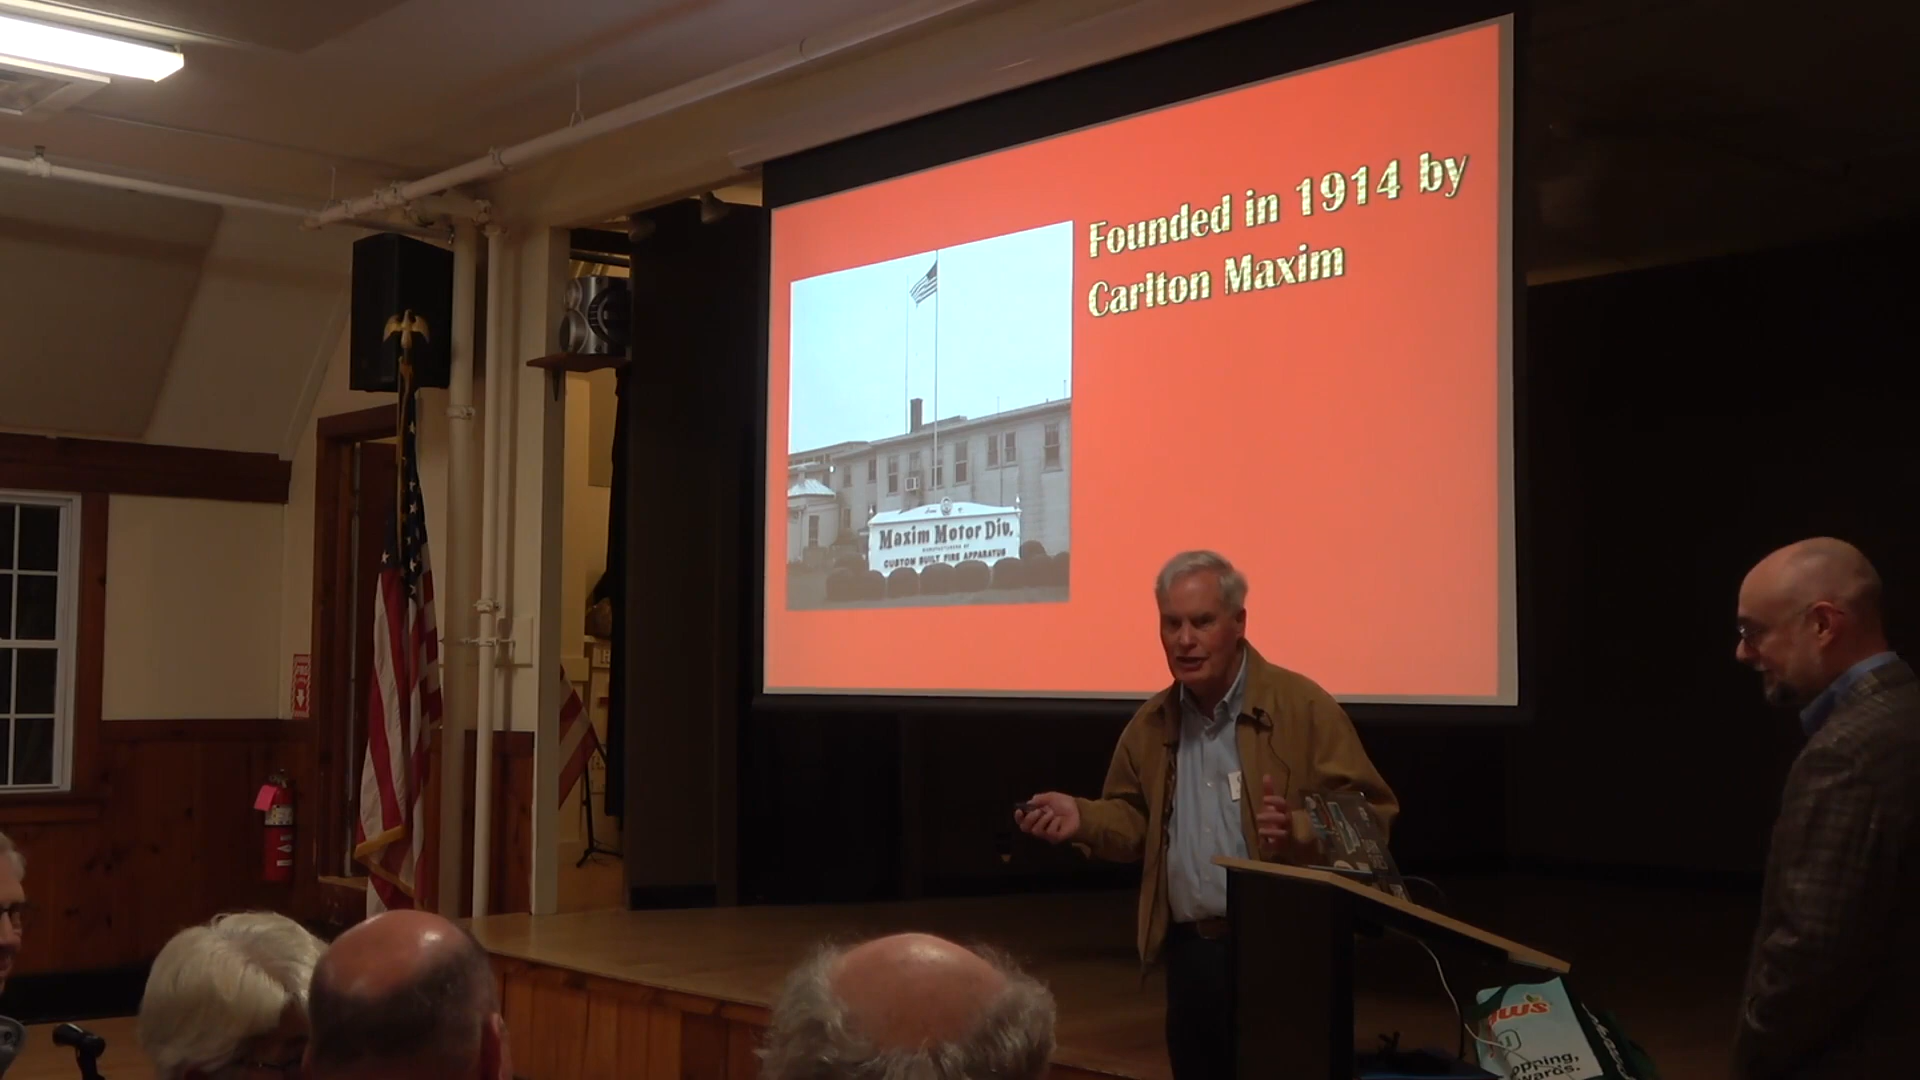 Founded in 1914 by
Carlton Maxim
Maxim Motor Div.
MANUFACTURERS OF
CUSTOM BUILT FIRE APPARATUS